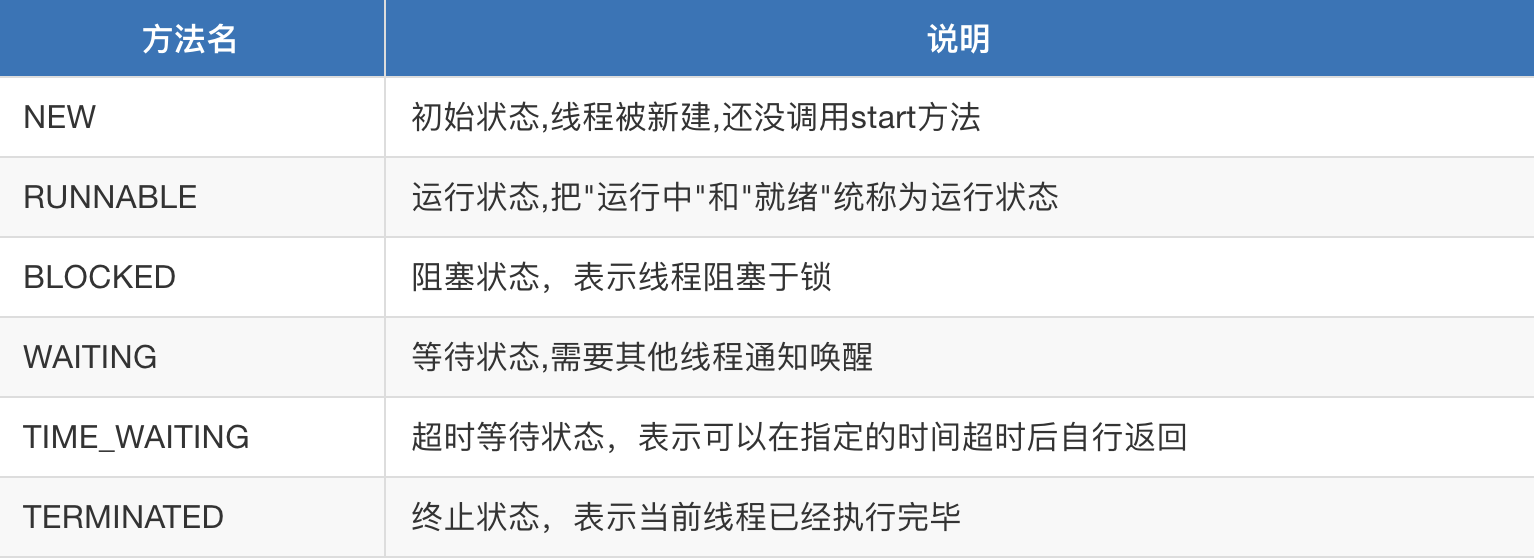 方法名 说明
NEW 初始状态,线程被新建,还没调用start方法
RUNNABLE 运行状态,把"运行中"和"就绪"统称为运行状态
BLOCKED 阻塞状态，表示线程阻塞于锁
WAITING 等待状态,需要其他线程通知唤醒
TIME_WAITING 超时等待状态，表示可以在指定的时间超时后自行返回
TERMINATED 终止状态，表示当前线程已经执行完毕